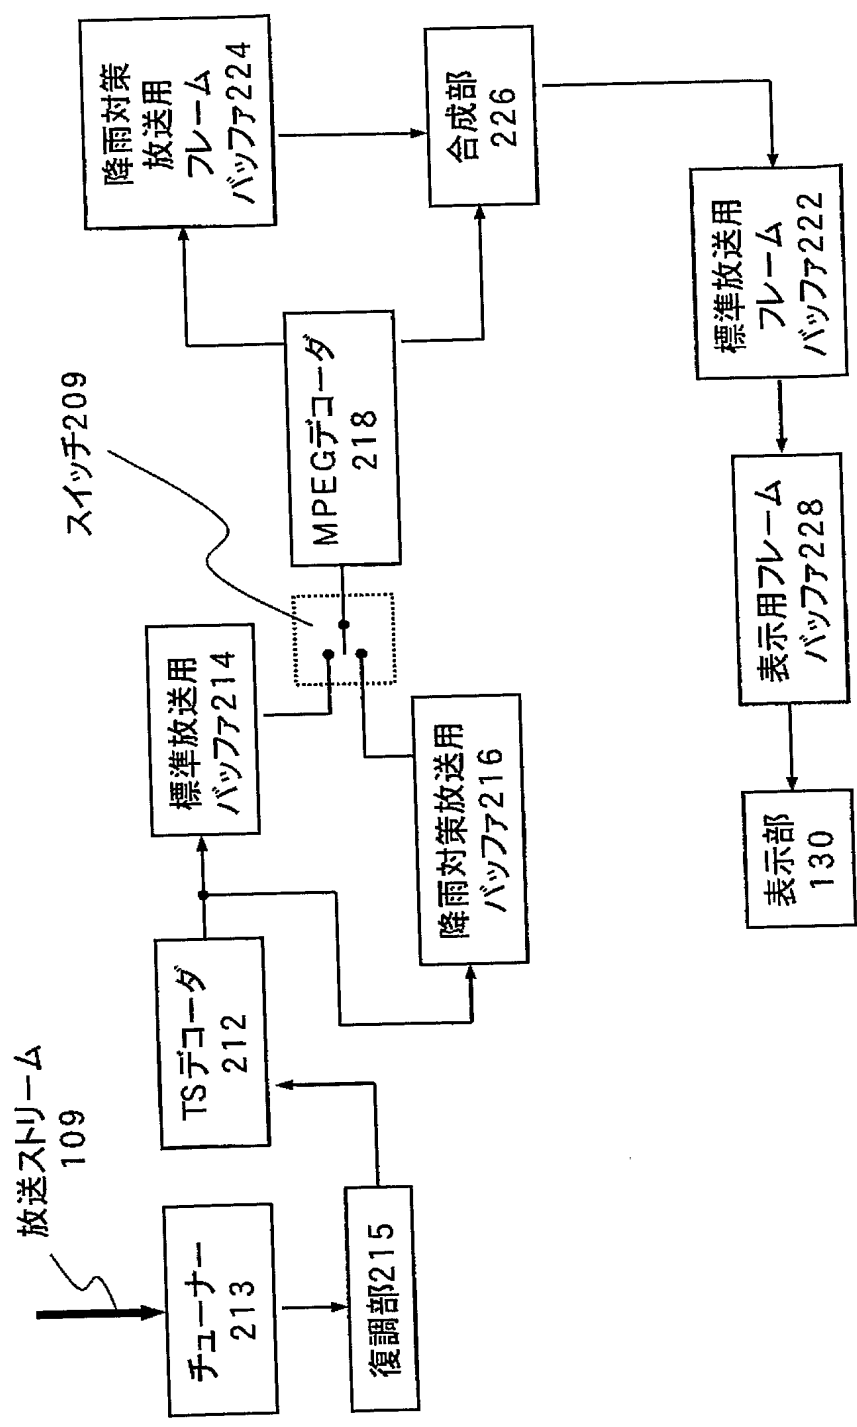 放送ストリーム
109
チューナー
213
復調部215
TSデコーダ
212
標準放送用
バッファ214
降雨対策放送用
バッファ216
スイッチ209
MPEGデコーダ
218
降雨対策
放送用
フレーム
バッファ224
合成部
226
標準放送用
フレーム
バッファ222
表示用フレーム
バッファ228
表示部
130